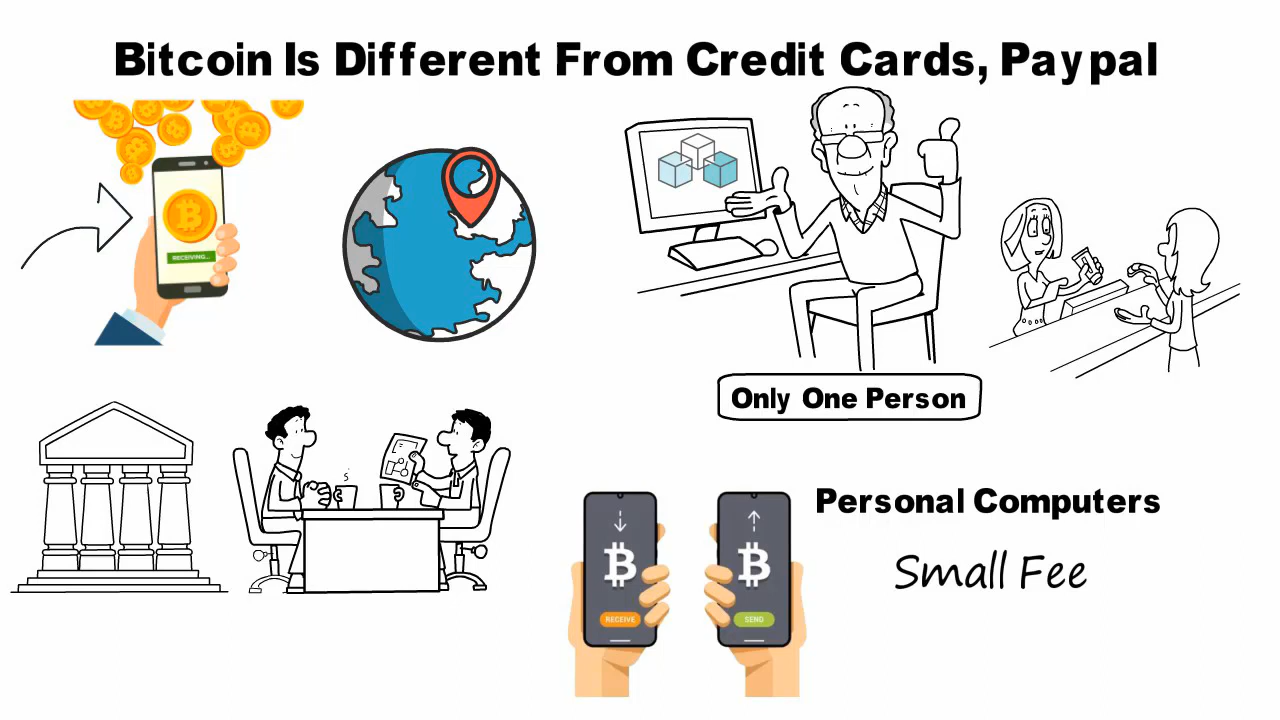 Bitcoin Is Different From Credit Cards, Paypal
RECEIVING...
Only One Person
Personal Computers
Small Fee
RECEIVE
SEND